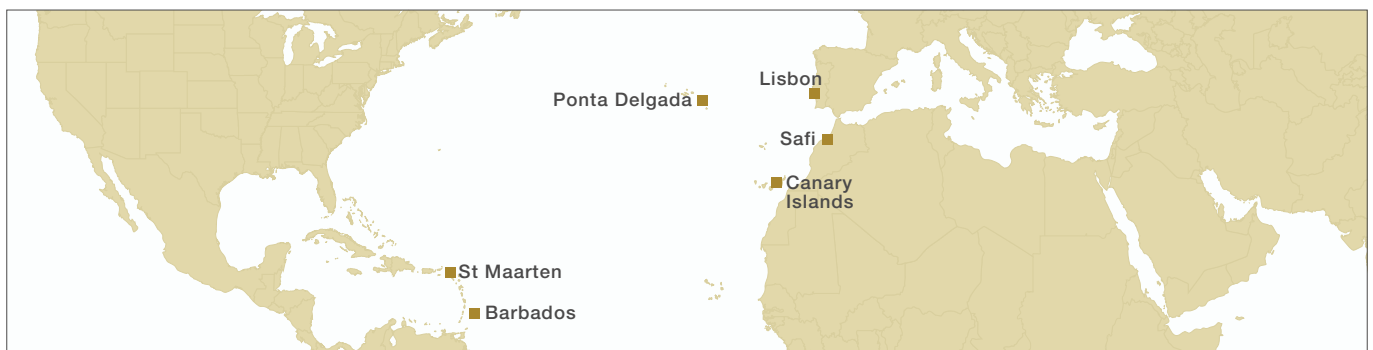 Lisbon
Ponta Delgada
Safi
Canary
Islands
St Maarten
Barbados